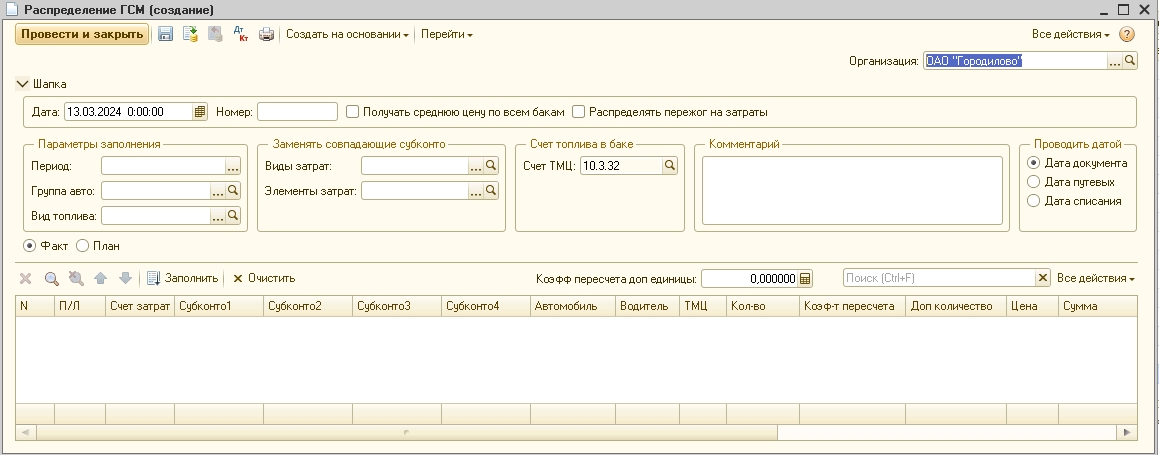 Распределение ГСМ (создание)
Провести и закрыть Дт Кт Создать на основании Перейти Все действия ?
Организация: ОАО "Городилово" ...
Шапка
Дата: 13.03.2024 0:00:00 Номер: Получать среднюю цену по всем бакам Распределять пережог на затраты
Параметры заполнения Заменять совпадающие субконто Счет топлива в баке Комментарий Проводить датой
Период: ... Виды затрат: ... Счет ТМЦ: 10.3.32 Дата документа
Группа авто: ... Элементы затрат: ... Дата путевых
Вид топлива: ... Дата списания
Факт План
Заполнить Очистить Коэфф пересчета доп единицы: 0,000000 Поиск (Ctrl+F) Все действия
N П/Л Счет затрат Субконто1 Субконто2 Субконто3 Субконто4 Автомобиль Водитель ТМЦ Кол-во Коэф-т пересчета Доп количество Цена Сумма